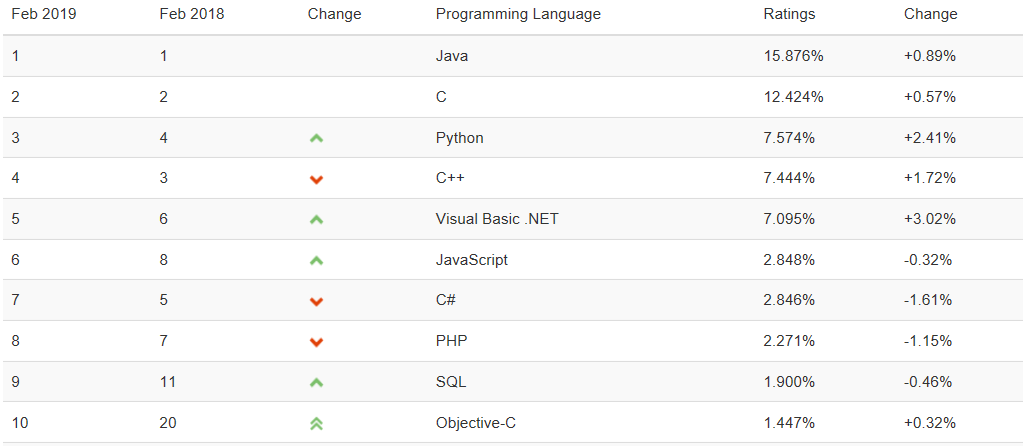 Feb 2019 Feb 2018 Change Programming Language Ratings Change
1 1 Java 15.876% +0.89%
2 2 C 12.424% +0.57%
3 4 Python 7.574% +2.41%
4 3 C++ 7.444% +1.72%
5 6 Visual Basic .NET 7.095% +3.02%
6 8 JavaScript 2.848% -0.32%
7 5 C# 2.846% -1.61%
8 7 PHP 2.271% -1.15%
9 11 SQL 1.900% -0.46%
10 20 Objective-C 1.447% +0.32%